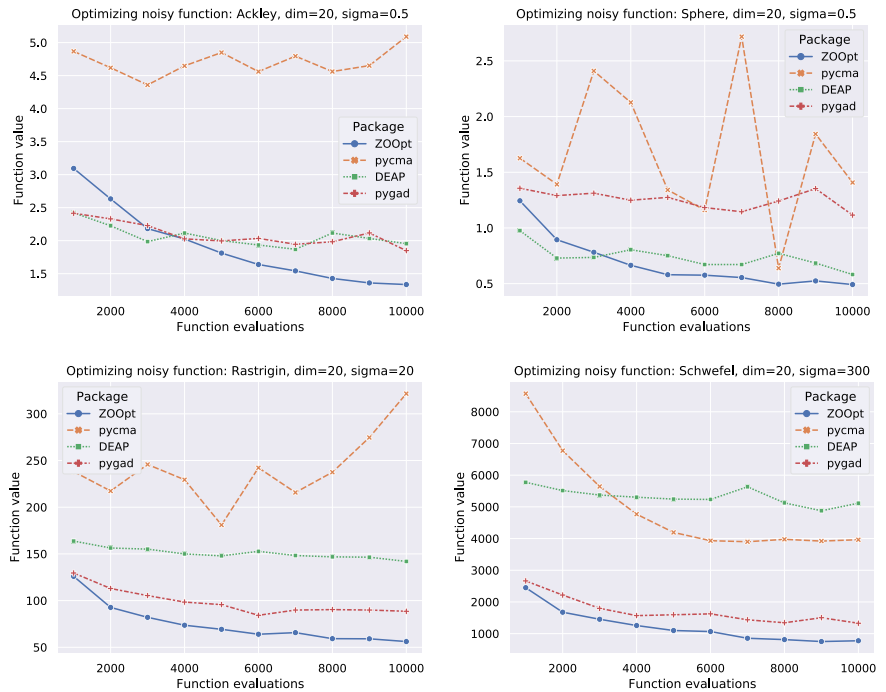 Optimizing noisy function: Ackley, dim=20, sigma=0.5
5.0
4.5
4.0
3.5
3.0
2.5
2.0
1.5
Function value
Package
ZOOpt
pycma
DEAP
pygad
2000
4000
6000
8000
10000
Function evaluations
Optimizing noisy function: Sphere, dim=20, sigma=0.5
2.5
2.0
1.5
1.0
0.5
Function value
Package
ZOOpt
pycma
DEAP
pygad
2000
4000
6000
8000
10000
Function evaluations
Optimizing noisy function: Rastrigin, dim=20, sigma=20
300
250
200
150
100
50
Function value
Package
ZOOpt
pycma
DEAP
pygad
2000
4000
6000
8000
10000
Function evaluations
Optimizing noisy function: Schwefel, dim=20, sigma=300
8000
7000
6000
5000
4000
3000
2000
1000
Function value
Package
ZOOpt
pycma
DEAP
pygad
2000
4000
6000
8000
10000
Function evaluations